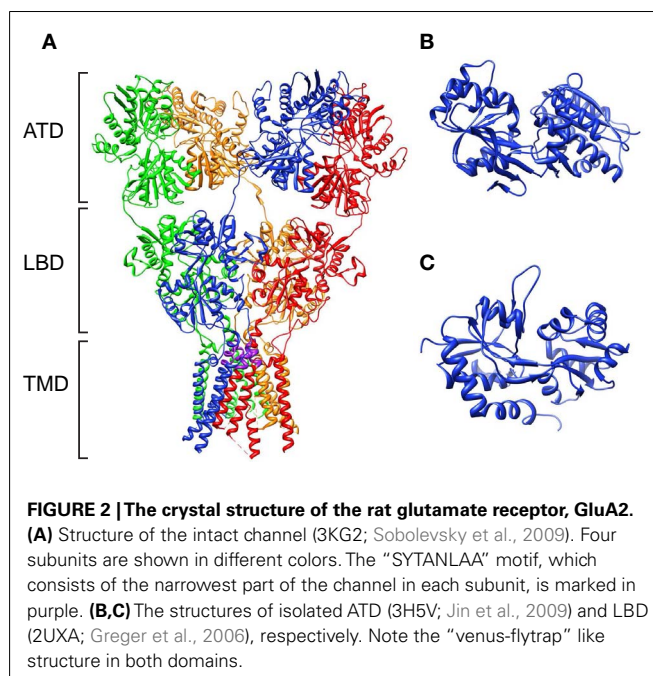 A
B
ATD
LBD
C
TMD
FIGURE 2 | The crystal structure of the rat glutamate receptor, GluA2.
(A) Structure of the intact channel (3KG2; Sobolevsky et al., 2009). Four
subunits are shown in different colors. The “SYTANLAA” motif, which
consists of the narrowest part of the channel in each subunit, is marked in
purple. (B,C) The structures of isolated ATD (3H5V; Jin et al., 2009) and LBD
(2UXA; Greger et al., 2006), respectively. Note the “venus-flytrap” like
structure in both domains.